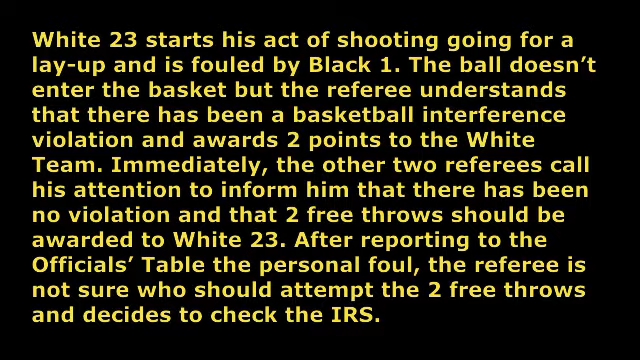 White 23 starts his act of shooting going for a
lay-up and is fouled by Black 1. The ball doesn’t
enter the basket but the referee understands
that there has been a basketball interference
violation and awards 2 points to the White
Team. Immediately, the other two referees call
his attention to inform him that there has been
no violation and that 2 free throws should be
awarded to White 23. After reporting to the
Officials’ Table the personal foul, the referee is
not sure who should attempt the 2 free throws
and decides to check the IRS.